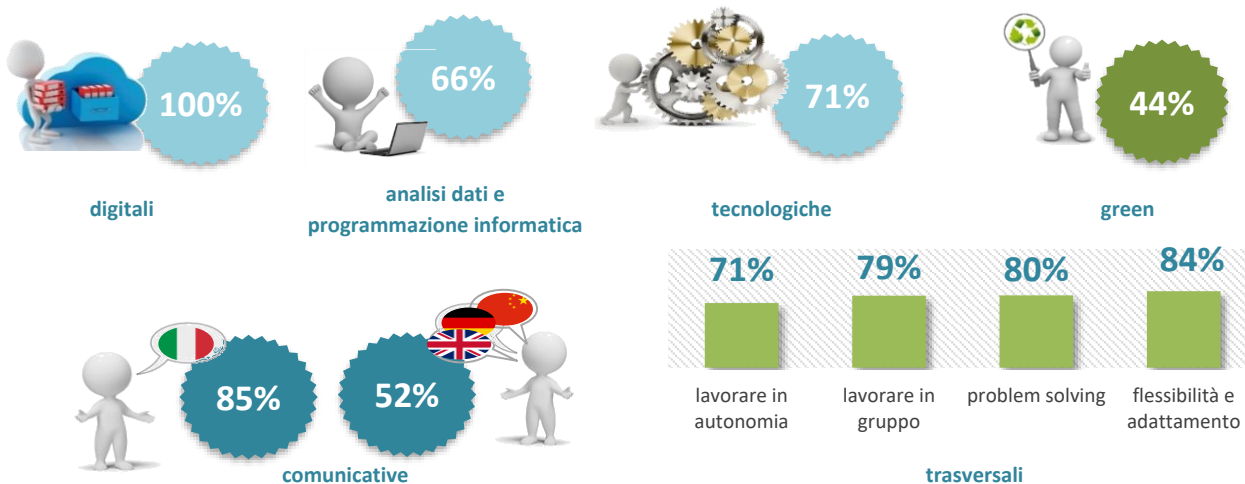 100%
66%
71%
44%
digitali
analisi dati e
programmazione informatica
tecnologiche
green
85%
52%
comunicative
71%
79%
80%
84%
lavorare in
autonomia
lavorare in
gruppo
problem solving
flessibilità e
adattamento
trasversali